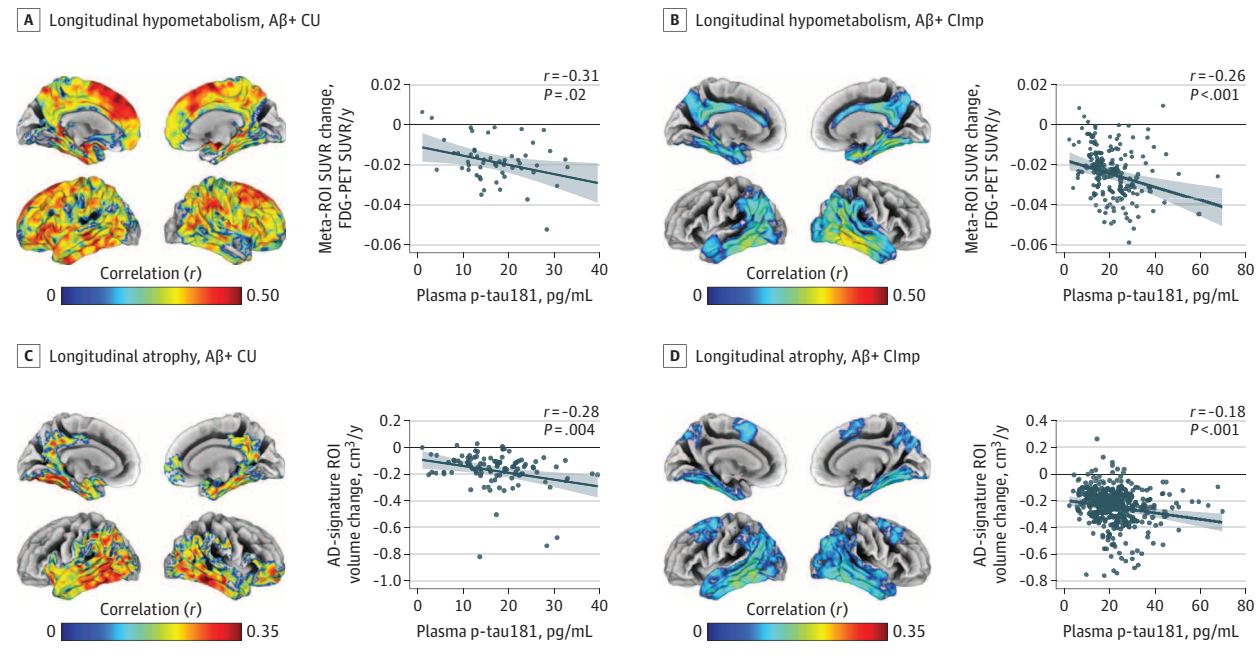 A Longitudinal hypometabolism, Aβ+ CU
Meta-ROI SUVR change,
FDG-PET SUVR/y
0.02
0
–0.02
–0.04
–0.06
r = –0.31
P = .02
0 10 20 30 40
Plasma p-tau181, pg/mL
Correlation (r)
0 0.50
B Longitudinal hypometabolism, Aβ+ CImp
Meta-ROI SUVR change,
FDG-PET SUVR/y
0.02
0
–0.02
–0.04
–0.06
r = –0.26
P <.001
0 20 40 60 80
Plasma p-tau181, pg/mL
Correlation (r)
0 0.50
C Longitudinal atrophy, Aβ+ CU
AD-signature ROI
volume change, cm³/y
0.2
0
–0.2
–0.4
–0.6
–0.8
–1.0
r = –0.28
P = .004
0 10 20 30 40
Plasma p-tau181, pg/mL
Correlation (r)
0 0.35
D Longitudinal atrophy, Aβ+ CImp
AD-signature ROI
volume change, cm³/y
0.4
0.2
0
–0.2
–0.4
–0.6
–0.8
r = –0.18
P <.001
0 20 40 60 80
Plasma p-tau181, pg/mL
Correlation (r)
0 0.35